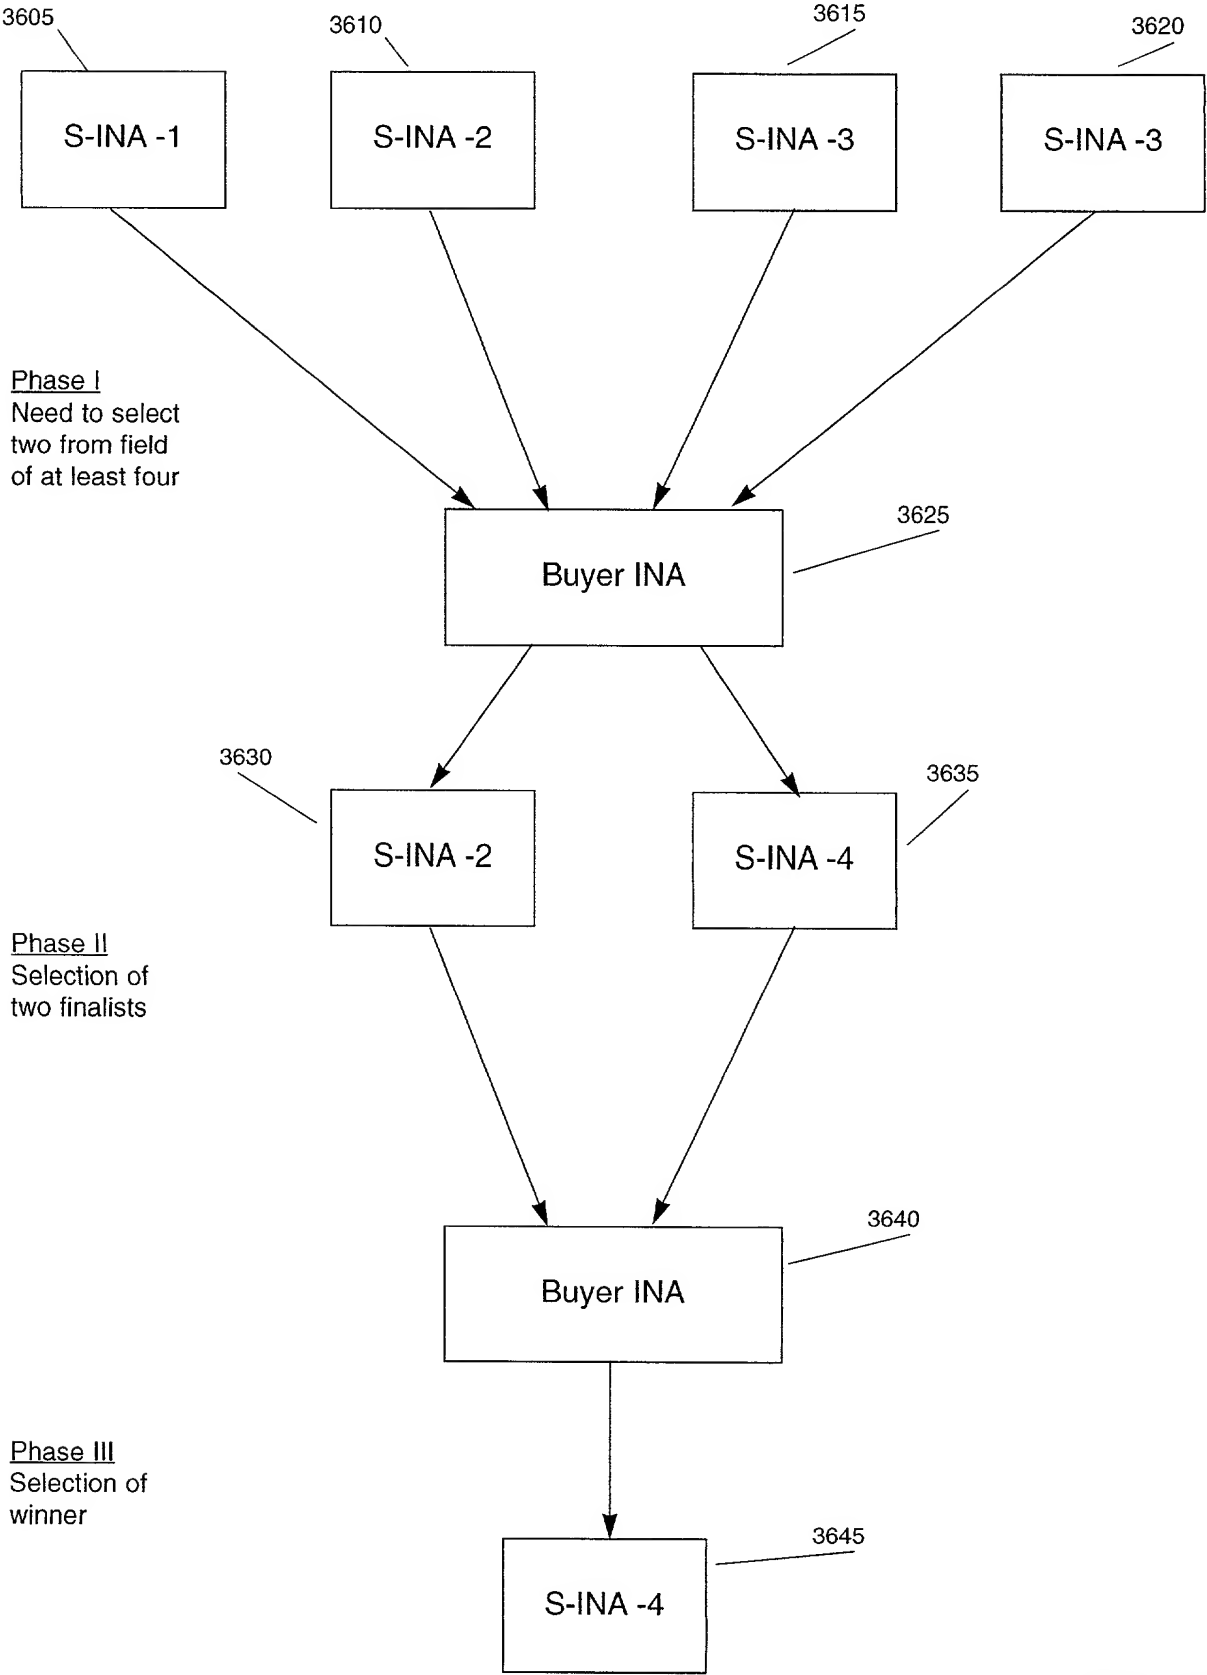 3605
3610
3615
3620
S-INA -1
S-INA -2
S-INA -3
S-INA -3
Phase I
Need to select
two from field
of at least four
3625
Buyer INA
3630
3635
S-INA -2
S-INA -4
Phase II
Selection of
two finalists
3640
Buyer INA
Phase III
Selection of
winner
3645
S-INA -4